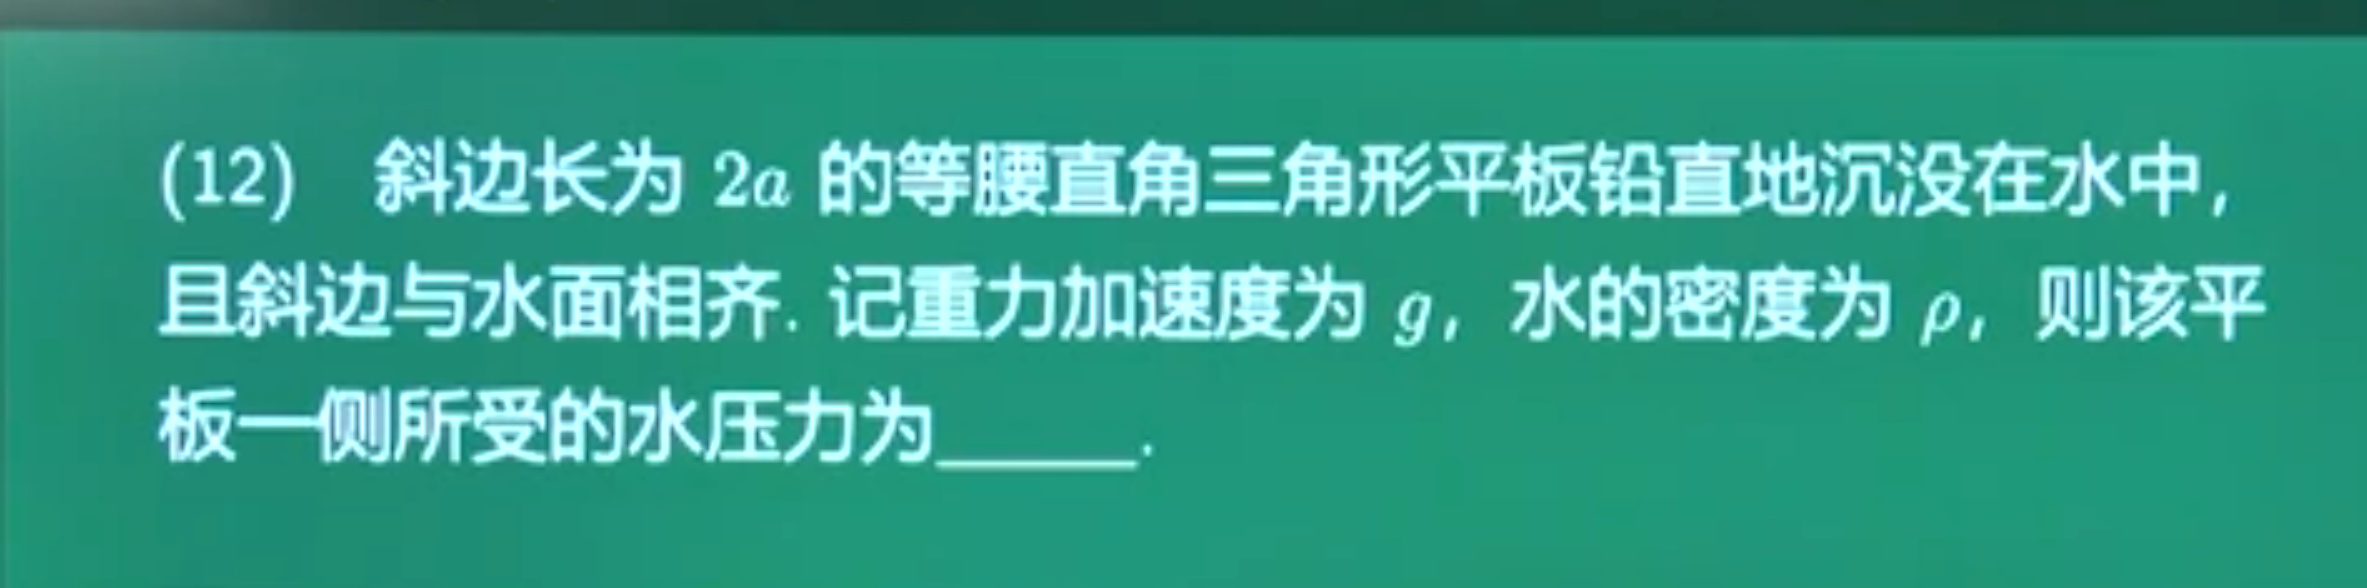 (12) 斜边长为 2a 的等腰直角三角形平板铅直地沉没在水中,
且斜边与水面相齐. 记重力加速度为 g, 水的密度为 ρ, 则该平
板一侧所受的水压力为______.